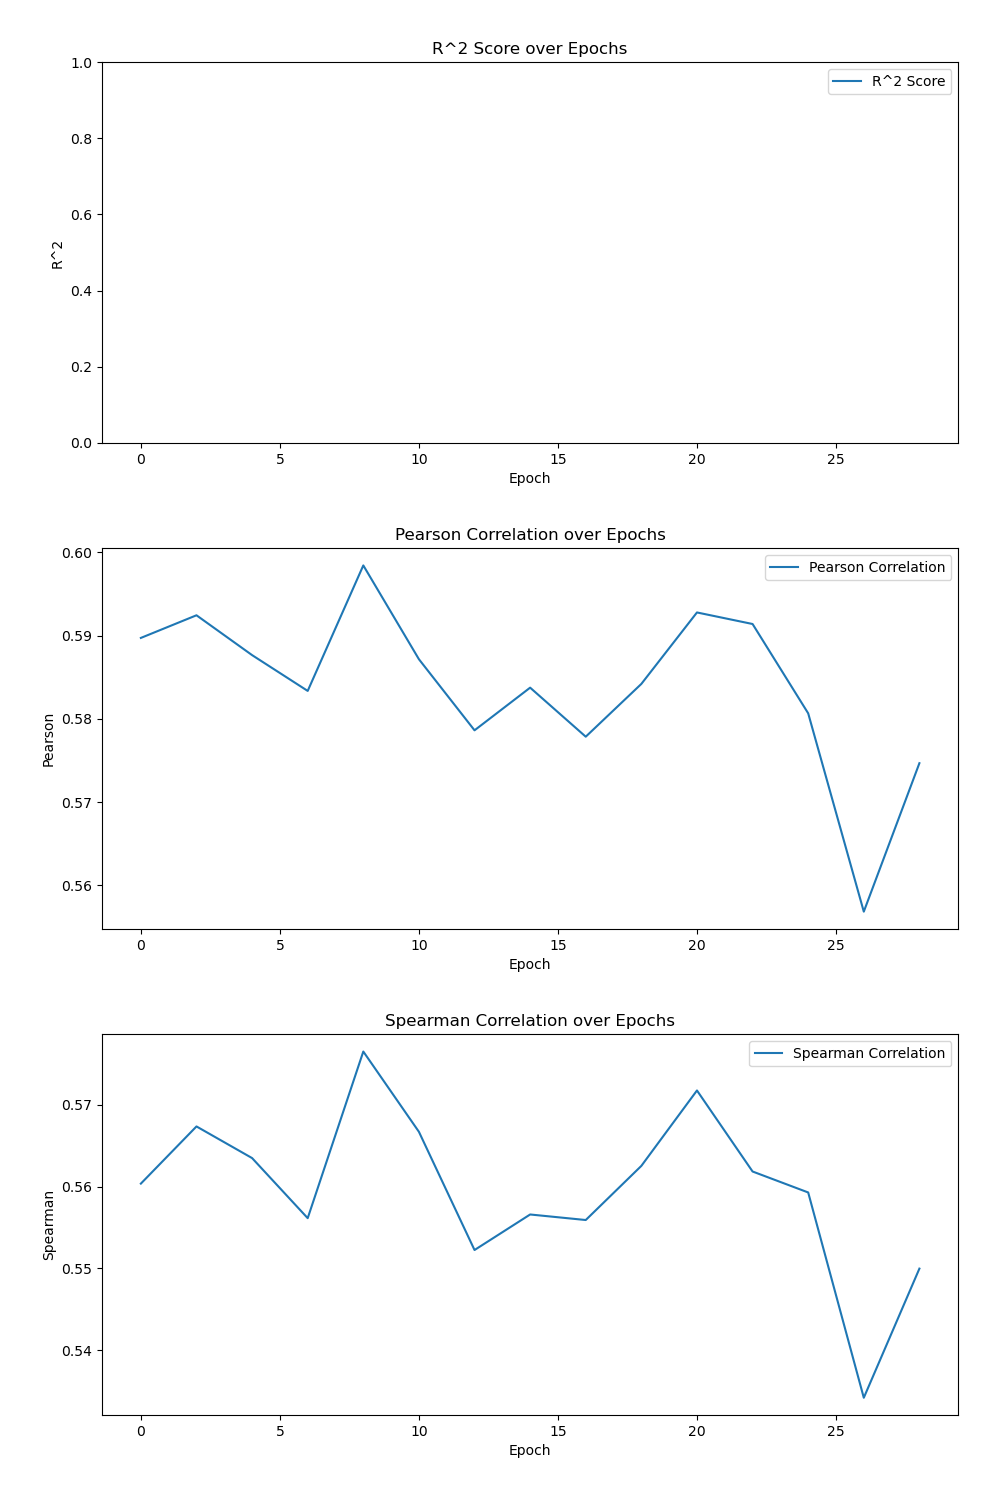 R^2 Score over Epochs
1.0
R^2 Score
0.8
0.6
R^2
0.4
0.2
0.0
0 5 10 15 20 25
Epoch
Pearson Correlation over Epochs
0.60
Pearson Correlation
0.59
0.58
Pearson
0.57
0.56
0 5 10 15 20 25
Epoch
Spearman Correlation over Epochs
Spearman Correlation
0.57
0.56
Spearman
0.55
0.54
0 5 10 15 20 25
Epoch